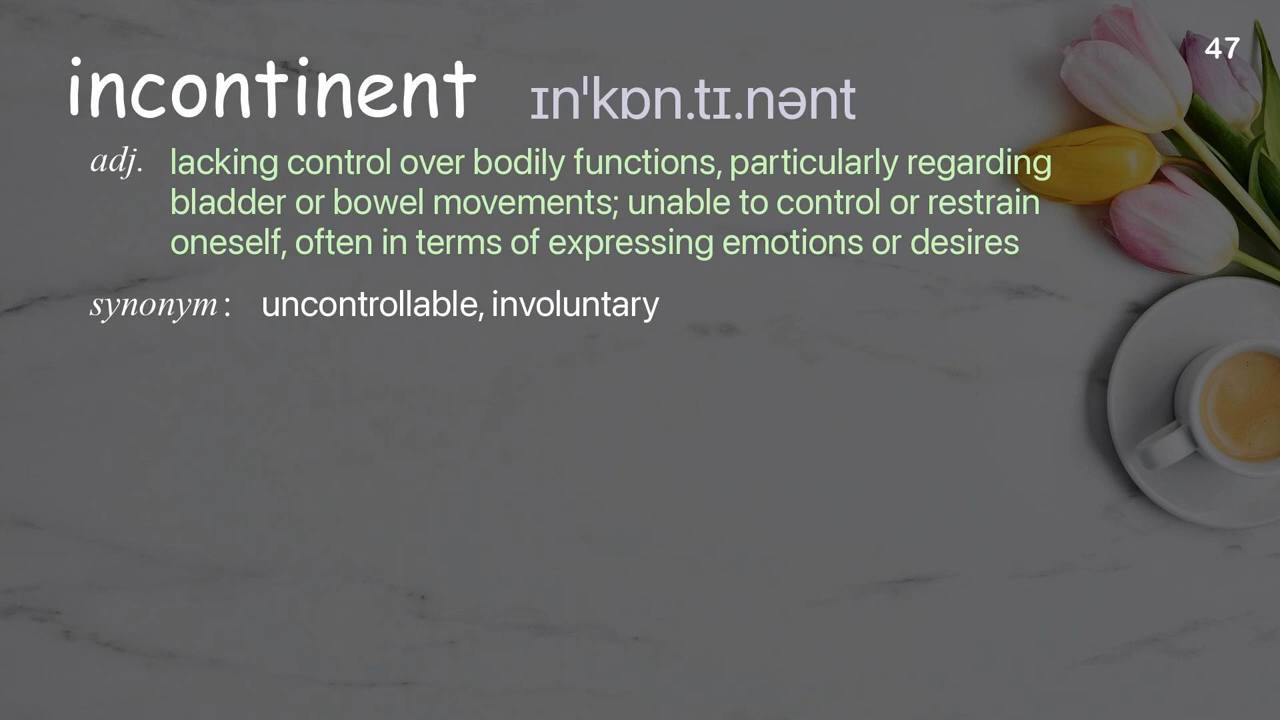 47
incontinent ɪnˈkɒn.tɪ.nənt
adj. lacking control over bodily functions, particularly regarding
bladder or bowel movements; unable to control or restrain
oneself, often in terms of expressing emotions or desires
synonym: uncontrollable, involuntary